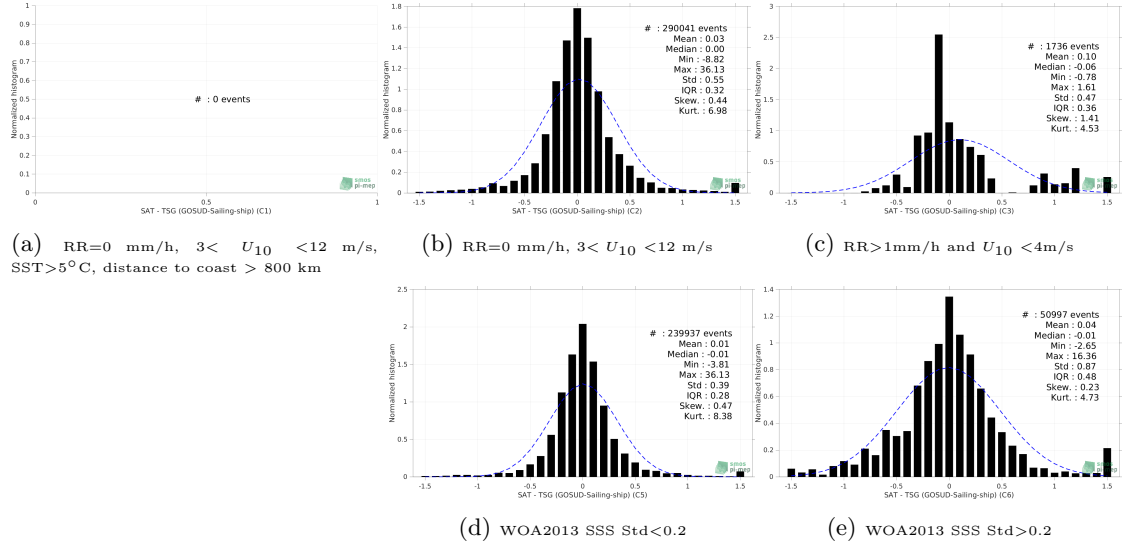 Normalized histogram
1
0.9
0.8
0.7
0.6
0.5
0.4
0.3
0.2
0.1
0
# : 0 events
0 0.5 1
SAT - TSG (GOSUD-Sailing-ship) (C1)
smos
pi-mep
(a) RR=0 mm/h, 3< U10 <12 m/s,
SST>5°C, distance to coast > 800 km
Normalized histogram
1.8
1.6
1.4
1.2
1
0.8
0.6
0.4
0.2
0
# : 290041 events
Mean : 0.03
Median : 0.00
Min : -8.82
Max : 36.13
Std : 0.55
IQR : 0.32
Skew. : 0.44
Kurt. : 6.98
-1.5 -1 -0.5 0 0.5 1 1.5
SAT - TSG (GOSUD-Sailing-ship) (C2)
smos
pi-mep
(b) RR=0 mm/h, 3< U10 <12 m/s
Normalized histogram
3
2.5
2
1.5
1
0.5
0
# : 1736 events
Mean : 0.10
Median : -0.06
Min : -0.78
Max : 1.61
Std : 0.47
IQR : 0.36
Skew. : 1.41
Kurt. : 4.53
-1.5 -1 -0.5 0 0.5 1 1.5
SAT - TSG (GOSUD-Sailing-ship) (C3)
smos
pi-mep
(c) RR>1mm/h and U10 <4m/s
Normalized histogram
2.5
2
1.5
1
0.5
0
# : 239937 events
Mean : 0.01
Median : -0.01
Min : -3.81
Max : 36.13
Std : 0.39
IQR : 0.28
Skew. : 0.47
Kurt. : 8.38
-1.5 -1 -0.5 0 0.5 1 1.5
SAT - TSG (GOSUD-Sailing-ship) (C5)
smos
pi-mep
(d) WOA2013 SSS Std<0.2
Normalized histogram
1.4
1.2
1
0.8
0.6
0.4
0.2
0
# : 50997 events
Mean : 0.04
Median : -0.01
Min : -2.65
Max : 16.36
Std : 0.87
IQR : 0.48
Skew. : 0.23
Kurt. : 4.73
-1.5 -1 -0.5 0 0.5 1 1.5
SAT - TSG (GOSUD-Sailing-ship) (C6)
smos
pi-mep
(e) WOA2013 SSS Std>0.2